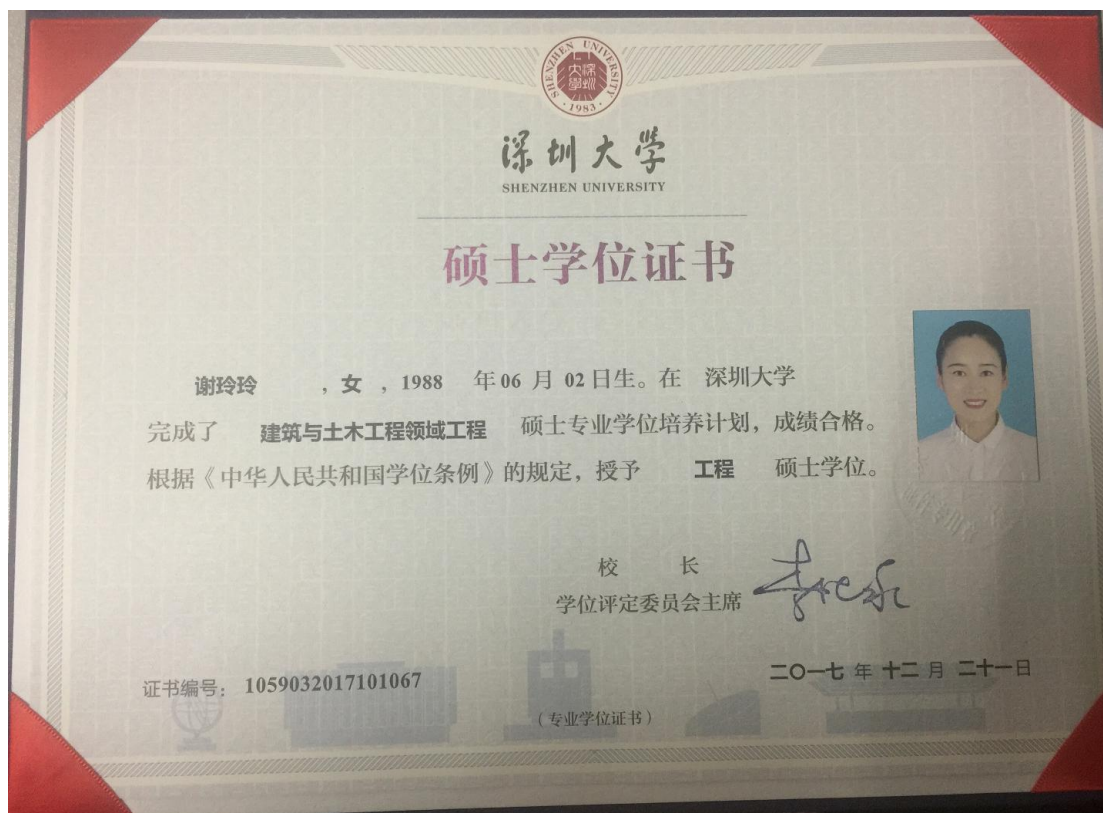 SHENZHEN UNIVERSITY
深圳大學
·1983·
深圳大学
SHENZHEN UNIVERSITY
硕士学位证书
谢玲玲 ,女 ,1988 年06 月 02日生。在 深圳大学
完成了 建筑与土木工程领域工程 硕士专业学位培养计划，成绩合格。
根据《中华人民共和国学位条例》的规定，授予 工程 硕士学位。
校 长
学位评定委员会主席
二〇一七 年 十二 月 二十一日
证书编号：1059032017101067
（专业学位证书）